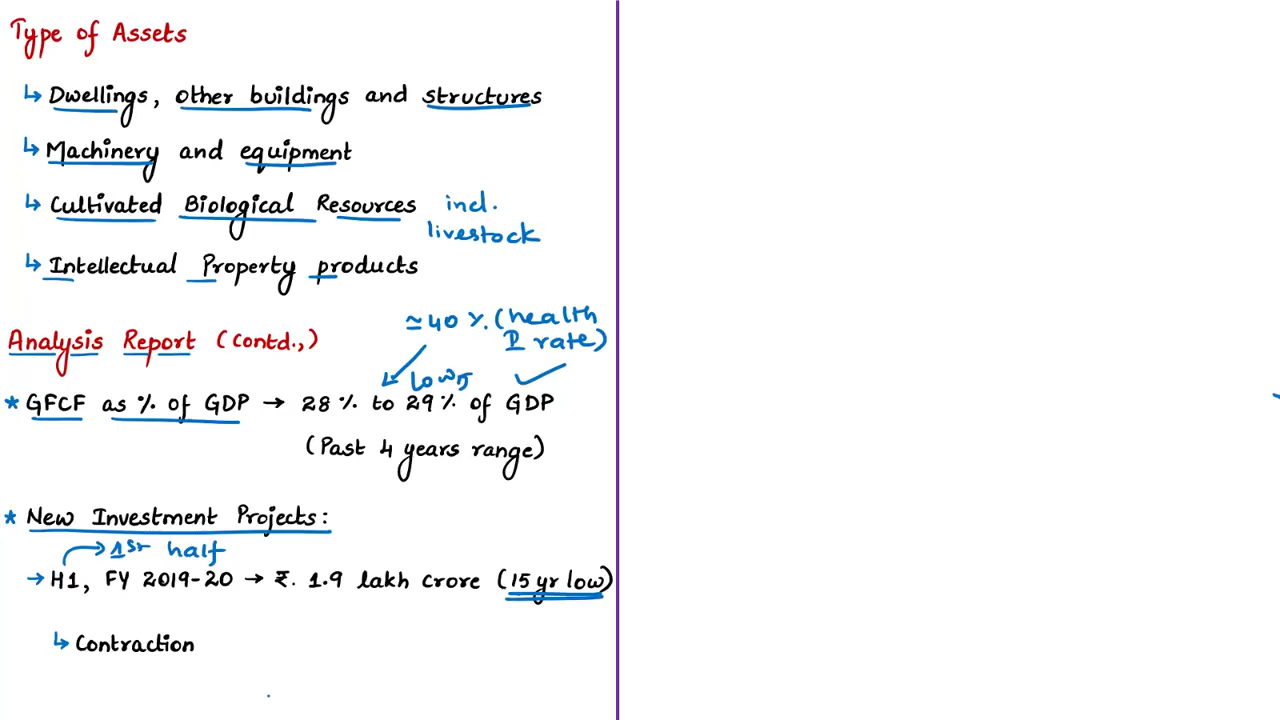 Type of Assets
↳ Dwellings, other buildings and structures
↳ Machinery and equipment
↳ Cultivated Biological Resources incl. livestock
↳ Intellectual Property products
≃ 40 %. (health
I rate)
Analysis Report (Contd.,)
low
* GFCF as % of GDP → 28% to 29% of GDP
(Past 4 years range)
* New Investment Projects:
→ 1st half
→ H1, FY 2019-20 → ₹. 1.9 lakh crore (15 yr low)
↳ Contraction